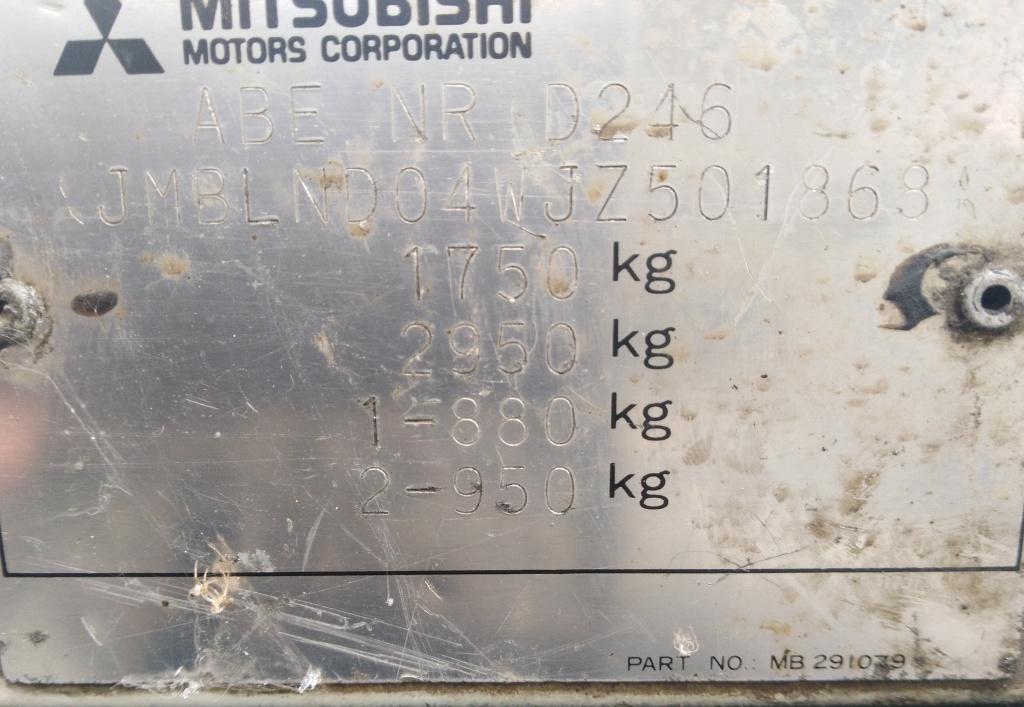 MITSUBISHI
MOTORS CORPORATION
ABE NR D246
JMBLND04WJZ501868
1750 kg
2950 kg
1-880 kg
2-950 kg
PART NO.: MB 291079